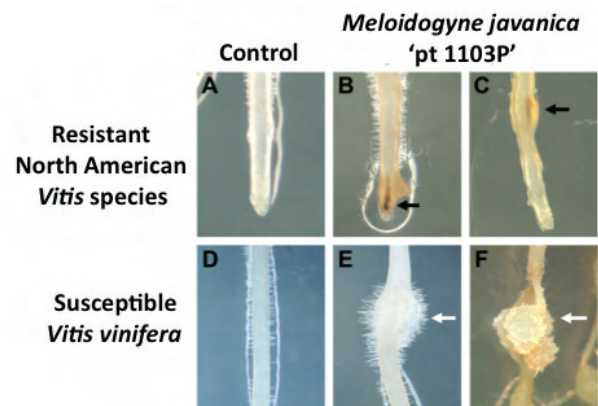 Meloidogyne javanica
Control
‘pt 1103P’
A
B
C
Resistant
North American
Vitis species
D
E
F
Susceptible
Vitis vinifera